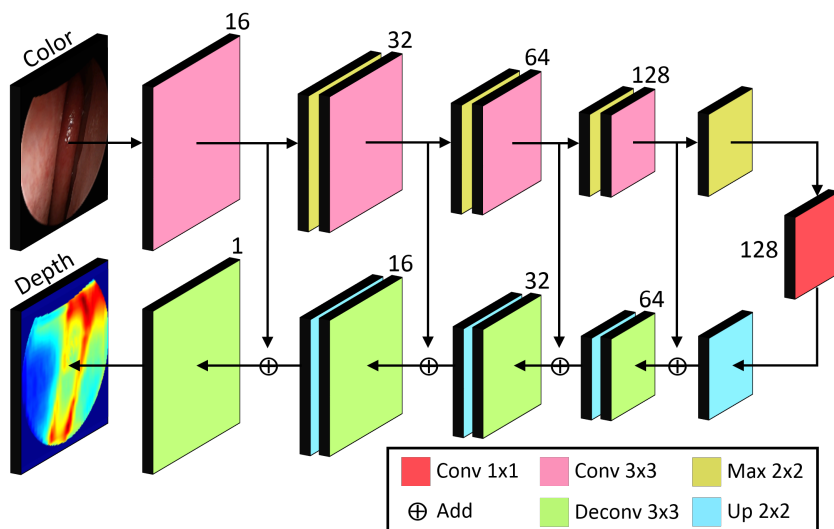 Color
16
32
64
128
128
Depth
1
16
32
64
Conv 1x1
Conv 3x3
Max 2x2
Add
Deconv 3x3
Up 2x2